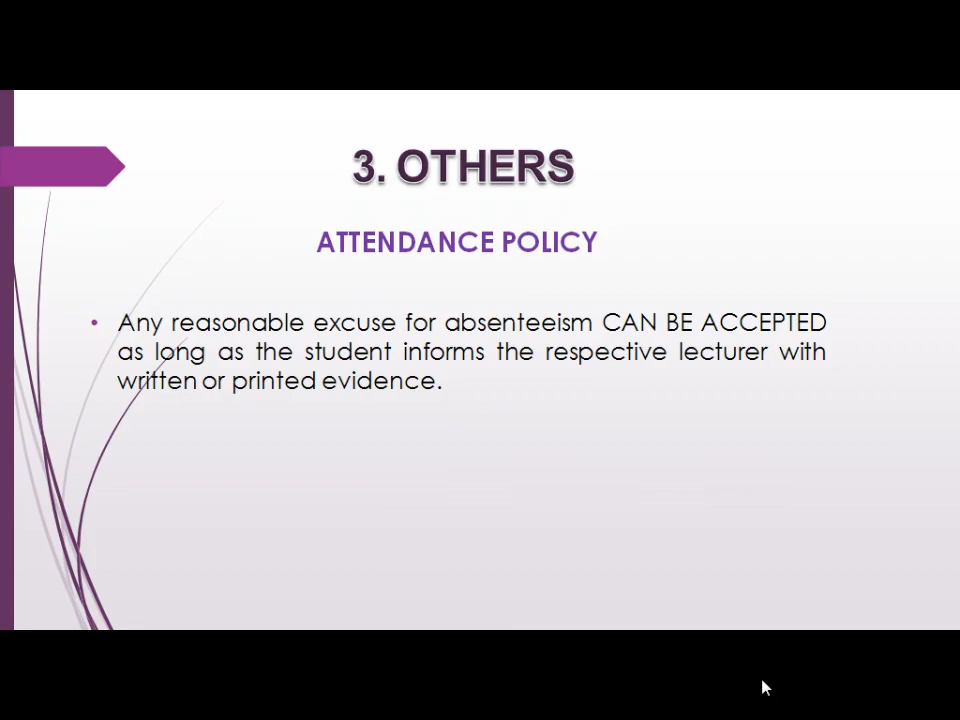 3. OTHERS
ATTENDANCE POLICY
• Any reasonable excuse for absenteeism CAN BE ACCEPTED
as long as the student informs the respective lecturer with
written or printed evidence.